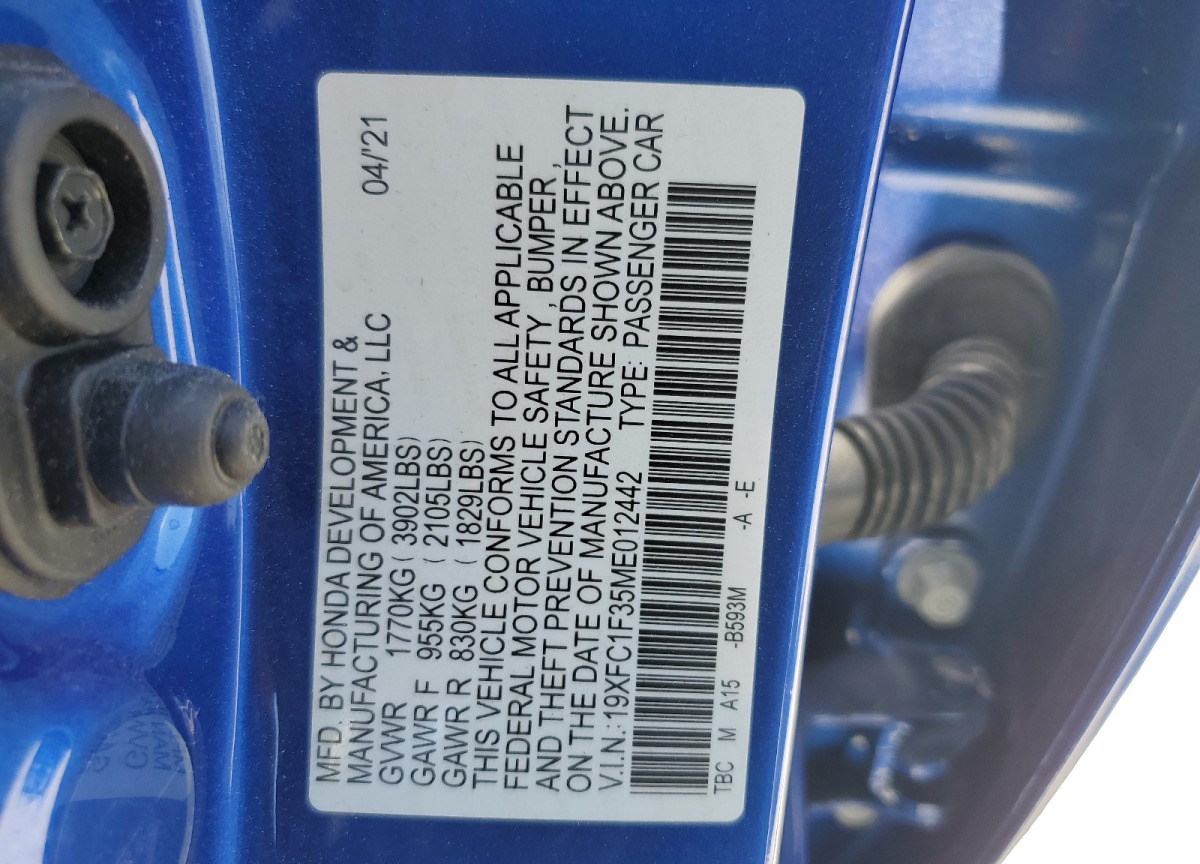 MFD. BY HONDA DEVELOPMENT &
MANUFACTURING OF AMERICA, LLC 04/'21
GVWR 1770KG ( 3902LBS)
GAWR F 955KG ( 2105LBS)
GAWR R 830KG ( 1829LBS)
THIS VEHICLE CONFORMS TO ALL APPLICABLE
FEDERAL MOTOR VEHICLE SAFETY , BUMPER ,
AND THEFT PREVENTION STANDARDS IN EFFECT
ON THE DATE OF MANUFACTURE SHOWN ABOVE.
V.I.N.:19XFC1F35ME012442 TYPE: PASSENGER CAR
TBC M A15 -B593M -A -E